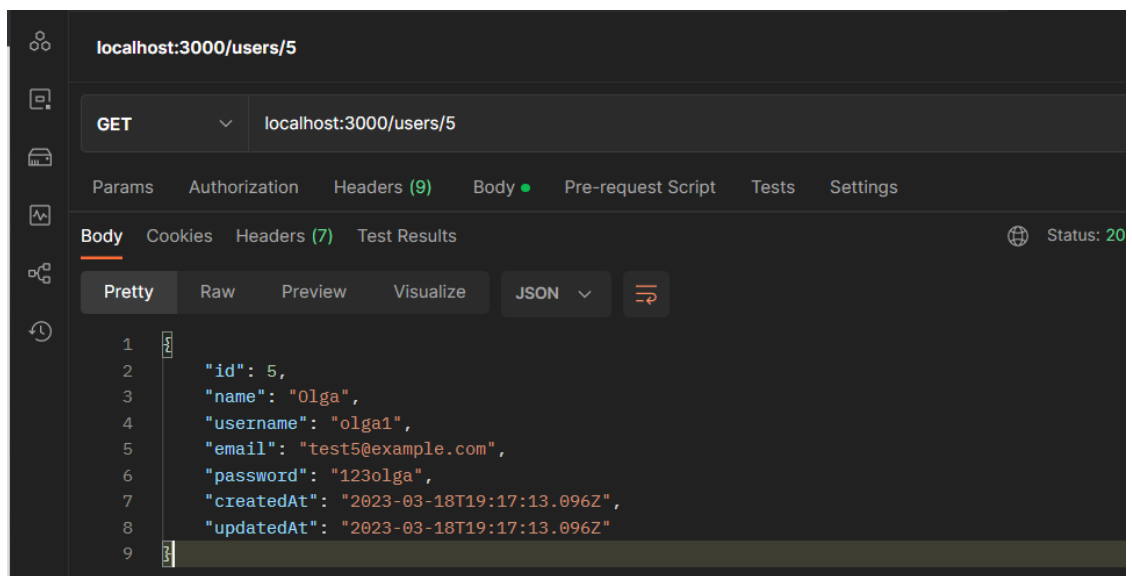 localhost:3000/users/5
GET localhost:3000/users/5
Params Authorization Headers (9) Body Pre-request Script Tests Settings
Body Cookies Headers (7) Test Results Status: 20
Pretty Raw Preview Visualize JSON
1 {
2 "id": 5,
3 "name": "Olga",
4 "username": "olga1",
5 "email": "test5@example.com",
6 "password": "123olga",
7 "createdAt": "2023-03-18T19:17:13.096Z",
8 "updatedAt": "2023-03-18T19:17:13.096Z"
9 }